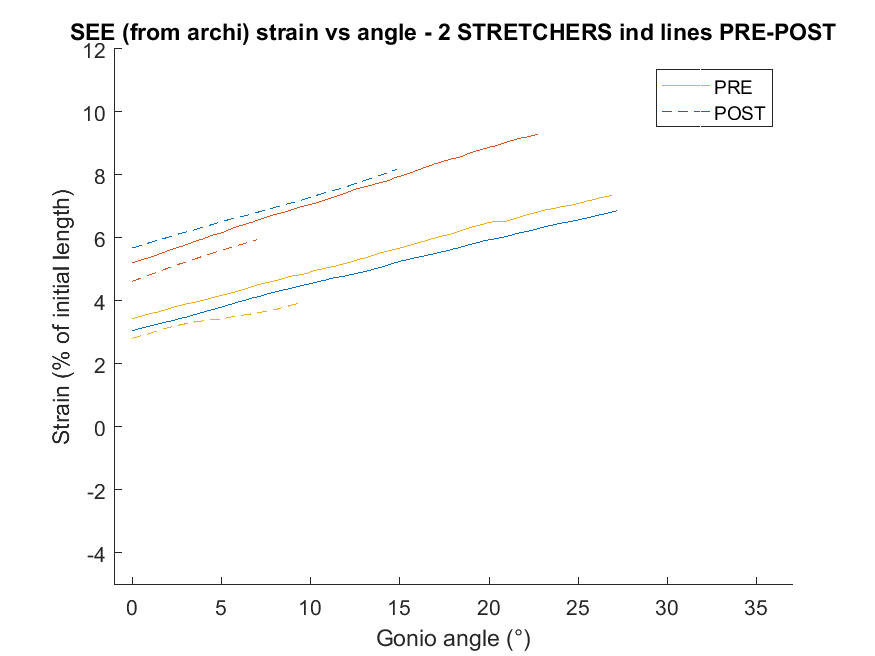 SEE (from archi) strain vs angle - 2 STRETCHERS ind lines PRE-POST
12
10
8
6
4
2
0
-2
-4
Strain (% of initial length)
PRE
POST
0 5 10 15 20 25 30 35
Gonio angle (°)